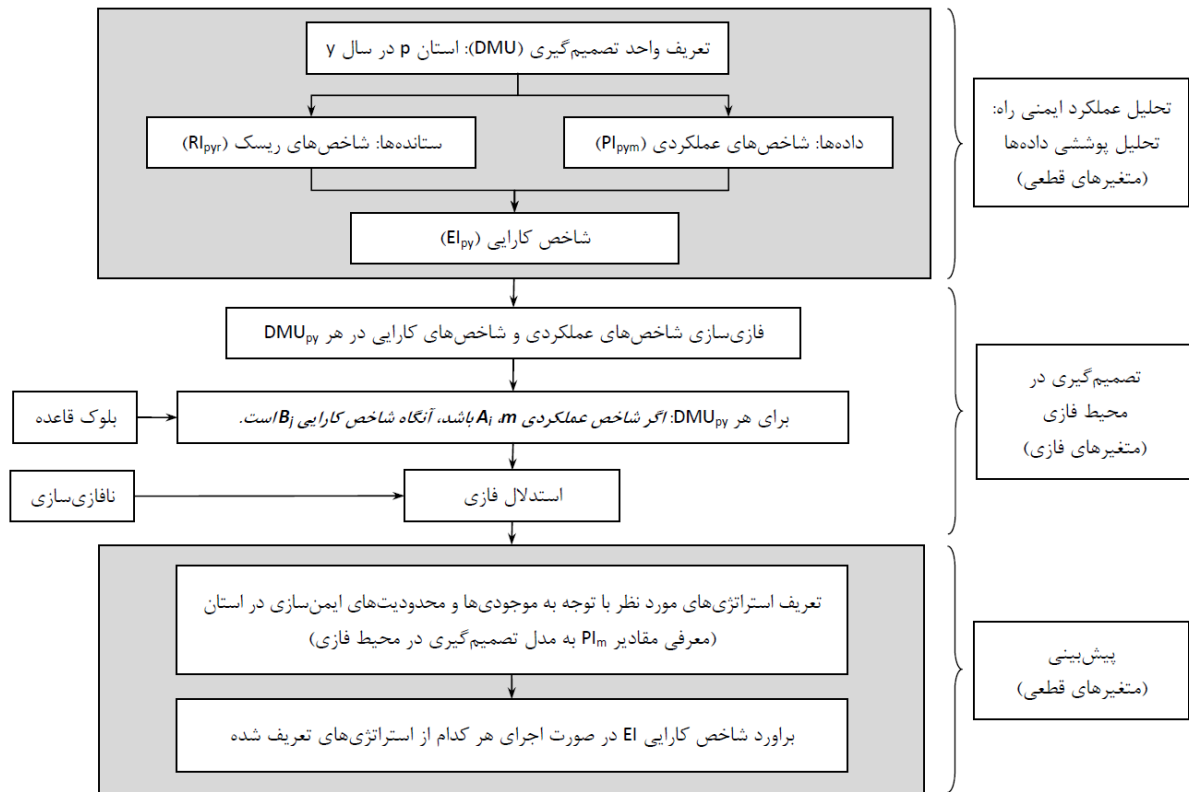 تعریف واحد تصمیم‌گیری (DMU): استان p در سال y
داده‌ها: شاخص‌های عملکردی (PIpym)
ستانده‌ها: شاخص‌های ریسک (RIpyr)
شاخص کارایی (EIpy)
تحلیل عملکرد ایمنی راه:
تحلیل پوششی داده‌ها
(متغیرهای قطعی)
فازی‌سازی شاخص‌های عملکردی و شاخص‌های کارایی در هر DMUpy
بلوک قاعده
برای هر DMUpy: اگر شاخص عملکردی m، Ai باشد، آنگاه شاخص کارایی Bj است.
نافازی‌سازی
استدلال فازی
تصمیم‌گیری در
محیط فازی
(متغیرهای فازی)
تعریف استراتژی‌های مورد نظر با توجه به موجودی‌ها و محدودیت‌های ایمن‌سازی در استان
(معرفی مقادیر PIm به مدل تصمیم‌گیری در محیط فازی)
براورد شاخص کارایی EI در صورت اجرای هر کدام از استراتژی‌های تعریف شده
پیش‌بینی
(متغیرهای قطعی)